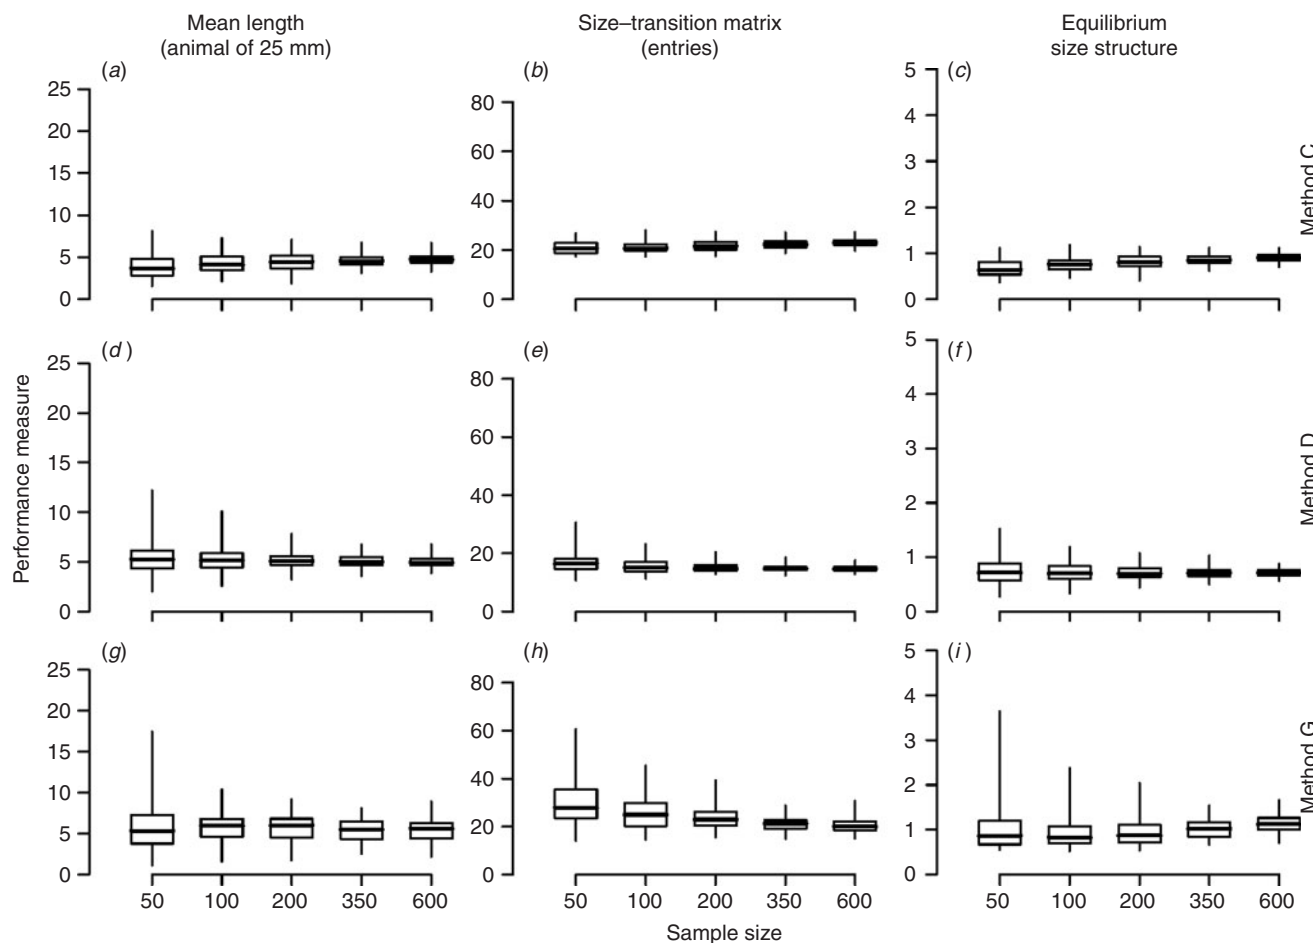 Mean length
(animal of 25 mm)
Size–transition matrix
(entries)
Equilibrium
size structure
(a)
25
20
15
10
5
0
(b)
80
60
40
20
0
(c)
5
4
3
2
1
0
Method C
(d )
25
20
15
10
5
0
(e)
80
60
40
20
0
(f)
5
4
3
2
1
0
Method D
Performance measure
(g)
25
20
15
10
5
0
50 100 200 350 600
(h)
80
60
40
20
0
50 100 200 350 600
(i )
5
4
3
2
1
0
50 100 200 350 600
Method G
Sample size